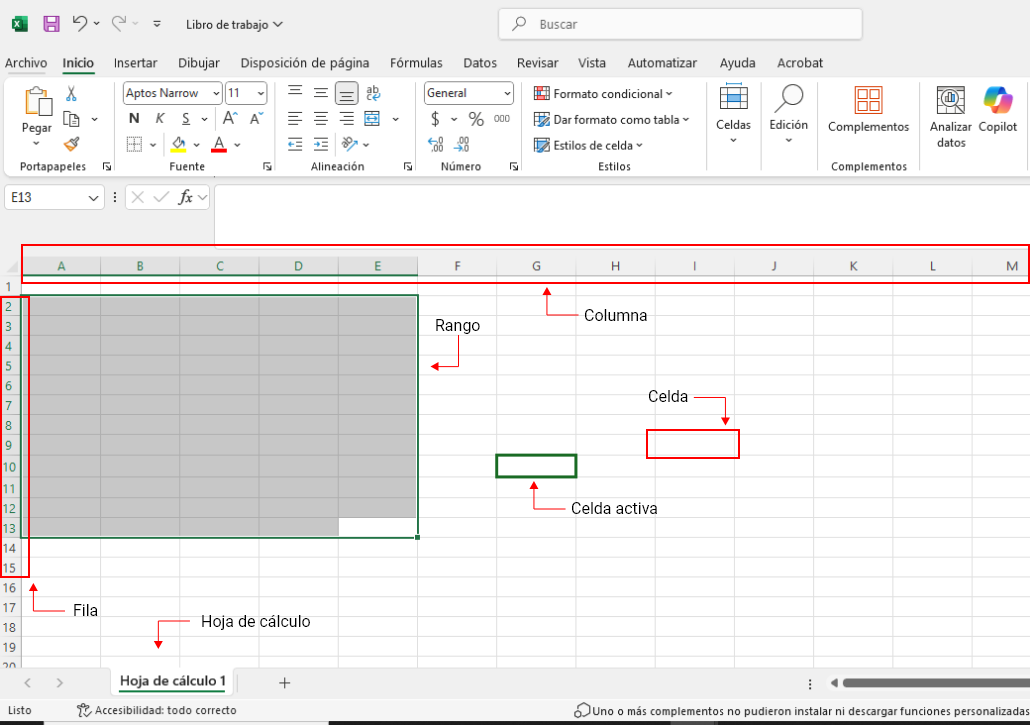 Libro de trabajo
Buscar
Archivo Inicio Insertar Dibujar Disposición de página Fórmulas Datos Revisar Vista Automatizar Ayuda Acrobat
Pegar
Portapapeles
Aptos Narrow 11
N K S A A
A
Fuente
ab
Alineación
General
$ % 000
Número
Formato condicional
Dar formato como tabla
Estilos de celda
Estilos
Celdas
Edición
Complementos
Complementos
Analizar datos
Copilot
E13
fx
A B C D E F G H I J K L M
1
2
3
4
5
6
7
8
9
10
11
12
13
14
15
16
17
18
19
20
Columna
Rango
Celda
Celda activa
Fila
Hoja de cálculo
Hoja de cálculo 1
Listo
Accesibilidad: todo correcto
Uno o más complementos no pudieron instalar ni descargar funciones personalizadas